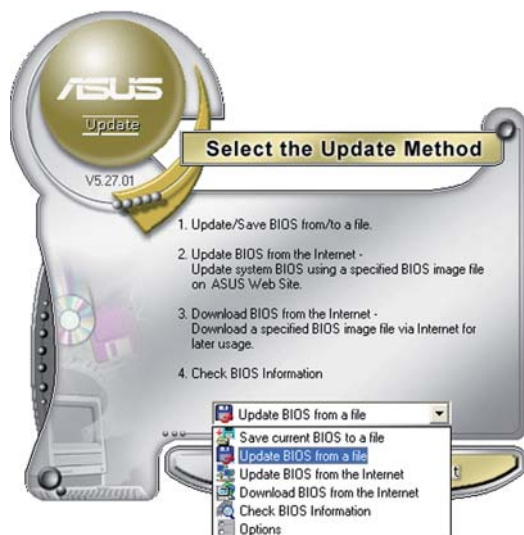 ASUS
Update
V5.27.01
Select the Update Method
1. Update/Save BIOS from/to a file.
2. Update BIOS from the Internet -
Update system BIOS using a specified BIOS image file
on ASUS Web Site.
3. Download BIOS from the Internet -
Download a specified BIOS image file via Internet for
later usage.
4. Check BIOS Information
Update BIOS from a file
Save current BIOS to a file
Update BIOS from a file
Update BIOS from the Internet
Download BIOS from the Internet
Check BIOS Information
Options